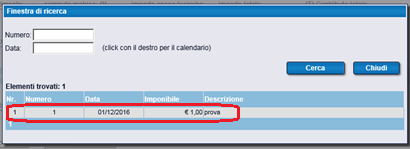 Finestra di ricerca
Numero:
Data: (click con il destro per il calendario)
Cerca Chiudi
Elementi trovati: 1
Nr. Numero Data Imponibile Descrizione
1 1 01/12/2016 € 1,00 prova
1